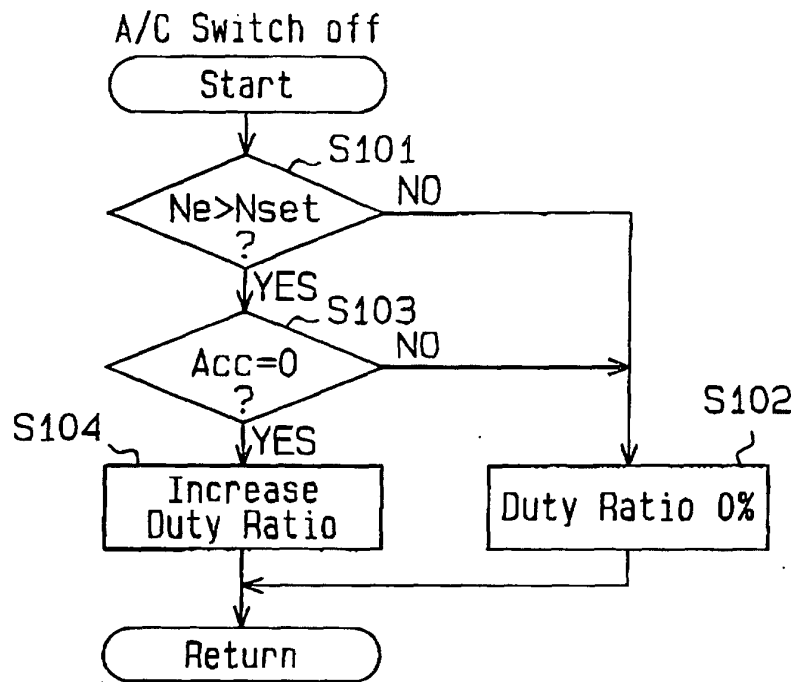 A/C Switch off
Start
S101
Ne>Nset
?
NO
YES
S103
Acc=0
?
NO
YES
S104
Increase
Duty Ratio
S102
Duty Ratio 0%
Return